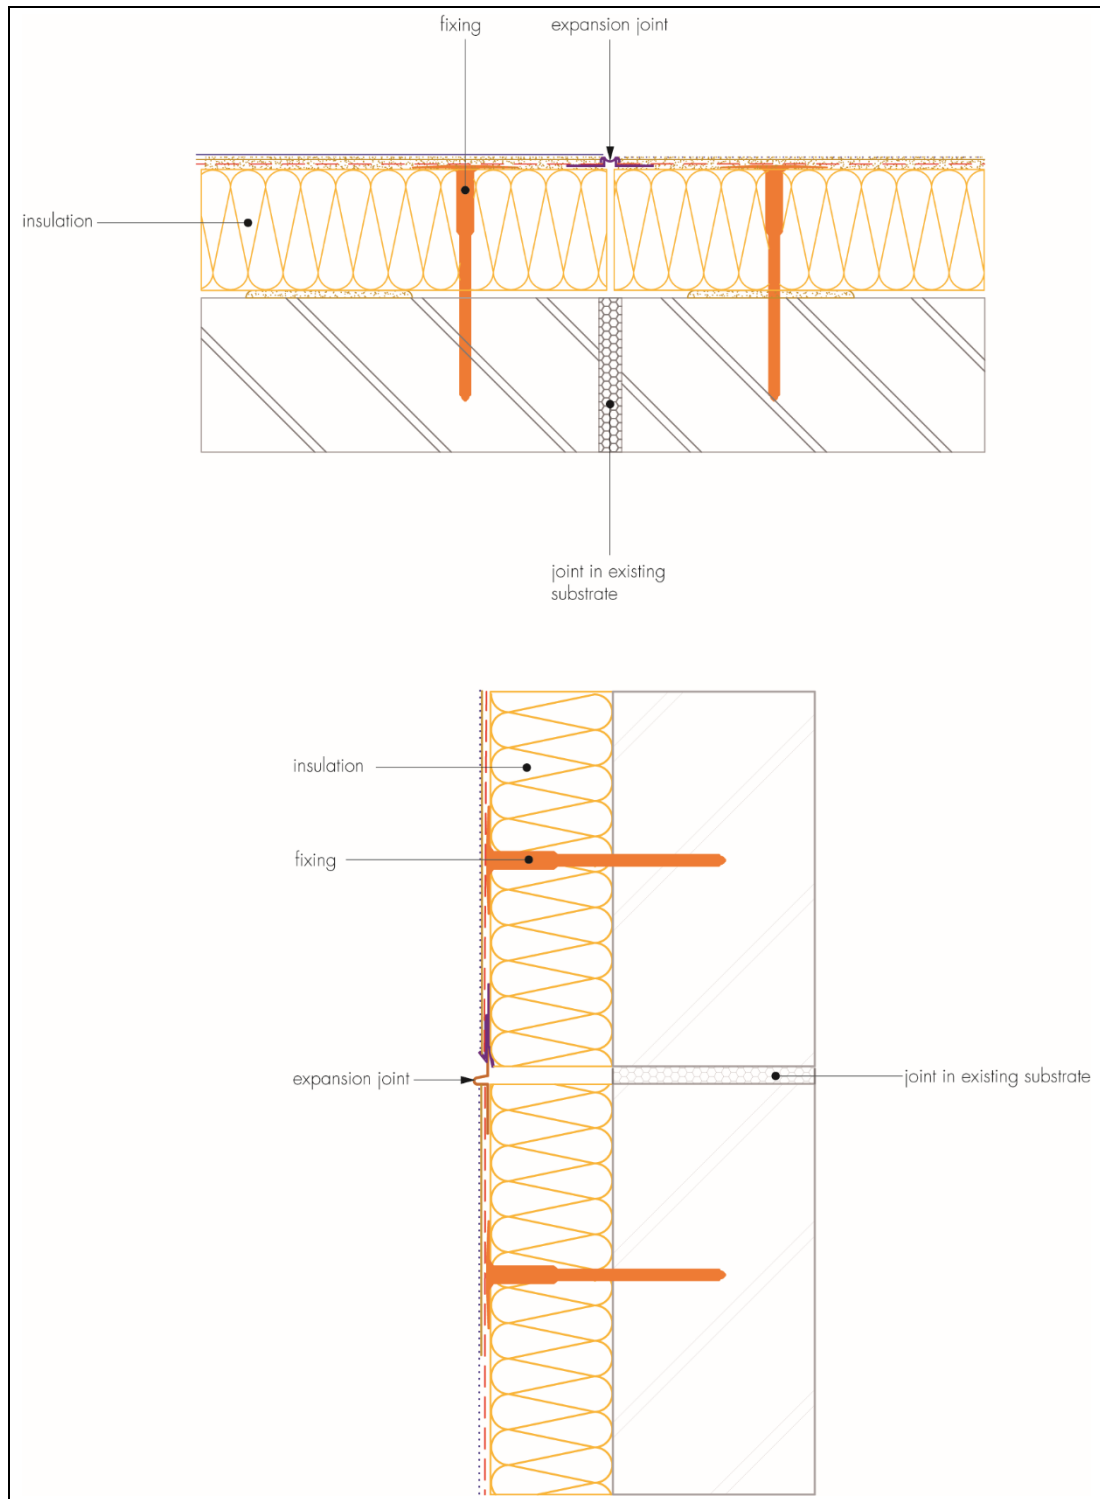 fixing
expansion joint
insulation
joint in existing
substrate
insulation
fixing
expansion joint
joint in existing substrate